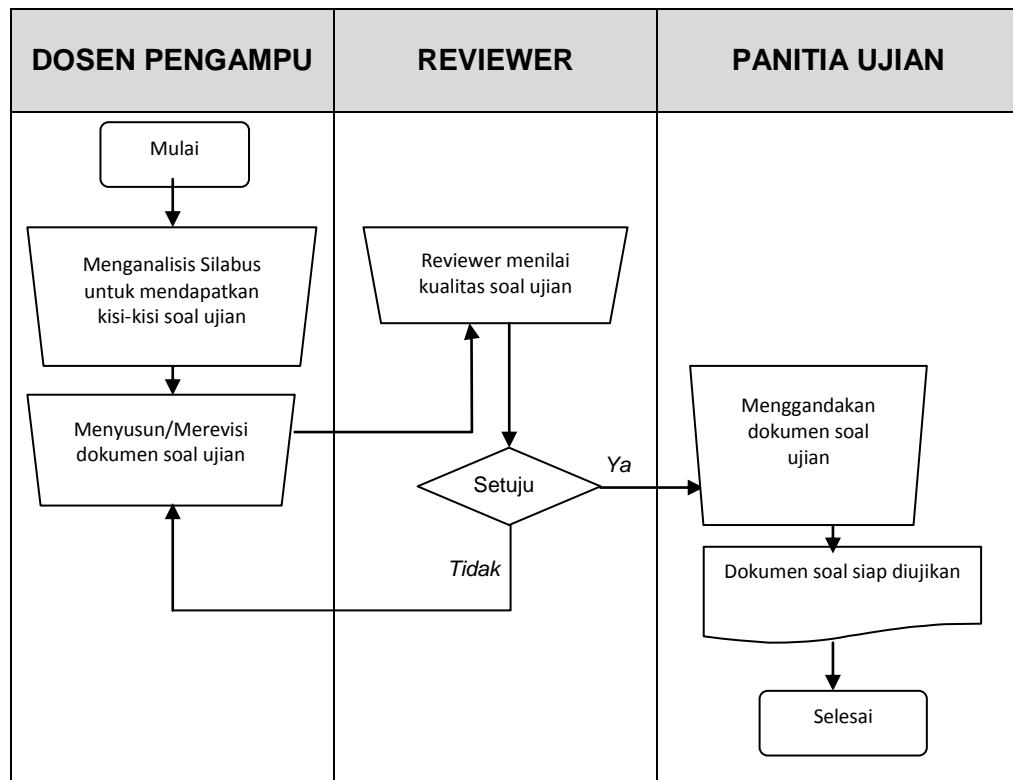 DOSEN PENGAMPU
REVIEWER
PANITIA UJIAN
Mulai
Menganalisis Silabus
untuk mendapatkan
kisi-kisi soal ujian
Menyusun/Merevisi
dokumen soal ujian
Reviewer menilai
kualitas soal ujian
Setuju
Ya
Tidak
Menggandakan
dokumen soal
ujian
Dokumen soal siap diujikan
Selesai